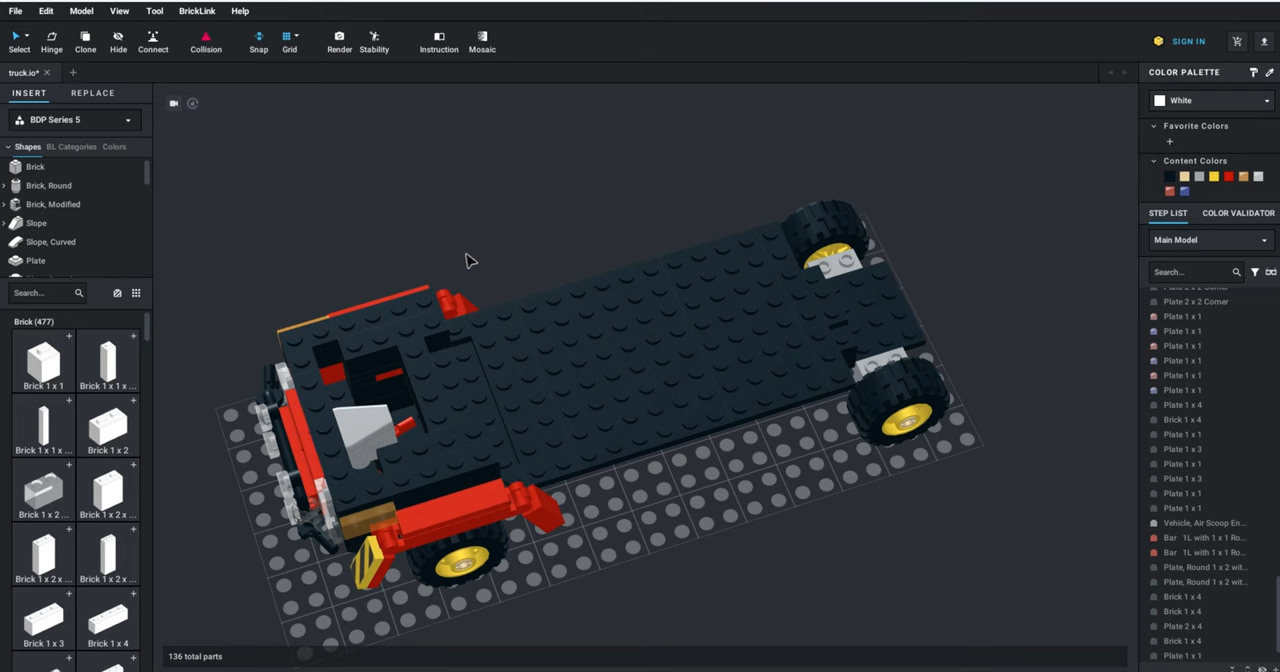 File Edit Model View Tool BrickLink Help
Select Hinge Clone Hide Connect Collision Snap Grid Render Stability Instruction Mosaic SIGN IN
truck.io*
INSERT REPLACE
BDP Series 5
Shapes BL Categories Colors
Brick
Brick, Round
Brick, Modified
Slope
Slope, Curved
Plate
Search...
Brick (477)
Brick 1 x 1 Brick 1 x 1 x ...
Brick 1 x 1 x ... Brick 1 x 2
Brick 1 x 2 ... Brick 1 x 2 x ...
Brick 1 x 2 x ... Brick 1 x 2 x ...
Brick 1 x 3 Brick 1 x 4
136 total parts
COLOR PALETTE
White
Favorite Colors
Content Colors
STEP LIST COLOR VALIDATOR
Main Model
Search...
Plate 2 x 2 Corner
Plate 2 x 2 Corner
Plate 1 x 1
Plate 1 x 1
Plate 1 x 1
Plate 1 x 1
Plate 1 x 1
Plate 1 x 1
Plate 1 x 4
Brick 1 x 4
Plate 1 x 1
Plate 1 x 3
Plate 1 x 1
Plate 1 x 3
Plate 1 x 1
Plate 1 x 1
Vehicle, Air Scoop En...
Bar 1L with 1 x 1 Ro...
Bar 1L with 1 x 1 Ro...
Plate, Round 1 x 2 wit...
Plate, Round 1 x 2 wit...
Brick 1 x 4
Brick 1 x 4
Plate 2 x 4
Brick 1 x 4
Plate 1 x 1